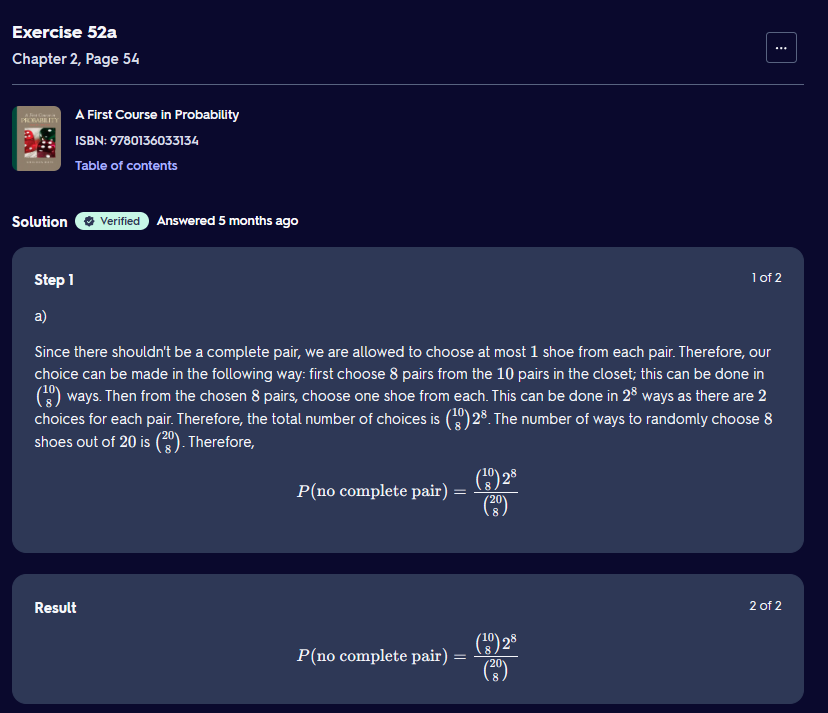 Exercise 52a
Chapter 2, Page 54
...
A First Course in Probability
ISBN: 9780136033134
Table of contents
Solution Verified Answered 5 months ago
Step 1
1 of 2
a)
Since there shouldn't be a complete pair, we are allowed to choose at most 1 shoe from each pair. Therefore, our
choice can be made in the following way: first choose 8 pairs from the 10 pairs in the closet; this can be done in
$\binom{10}{8}$ ways. Then from the chosen 8 pairs, choose one shoe from each. This can be done in $2^8$ ways as there are 2
choices for each pair. Therefore, the total number of choices is $\binom{10}{8}2^8$. The number of ways to randomly choose 8
shoes out of 20 is $\binom{20}{8}$. Therefore,
$P(\text{no complete pair}) = \frac{\binom{10}{8}2^8}{\binom{20}{8}}$
Result
2 of 2
$P(\text{no complete pair}) = \frac{\binom{10}{8}2^8}{\binom{20}{8}}$